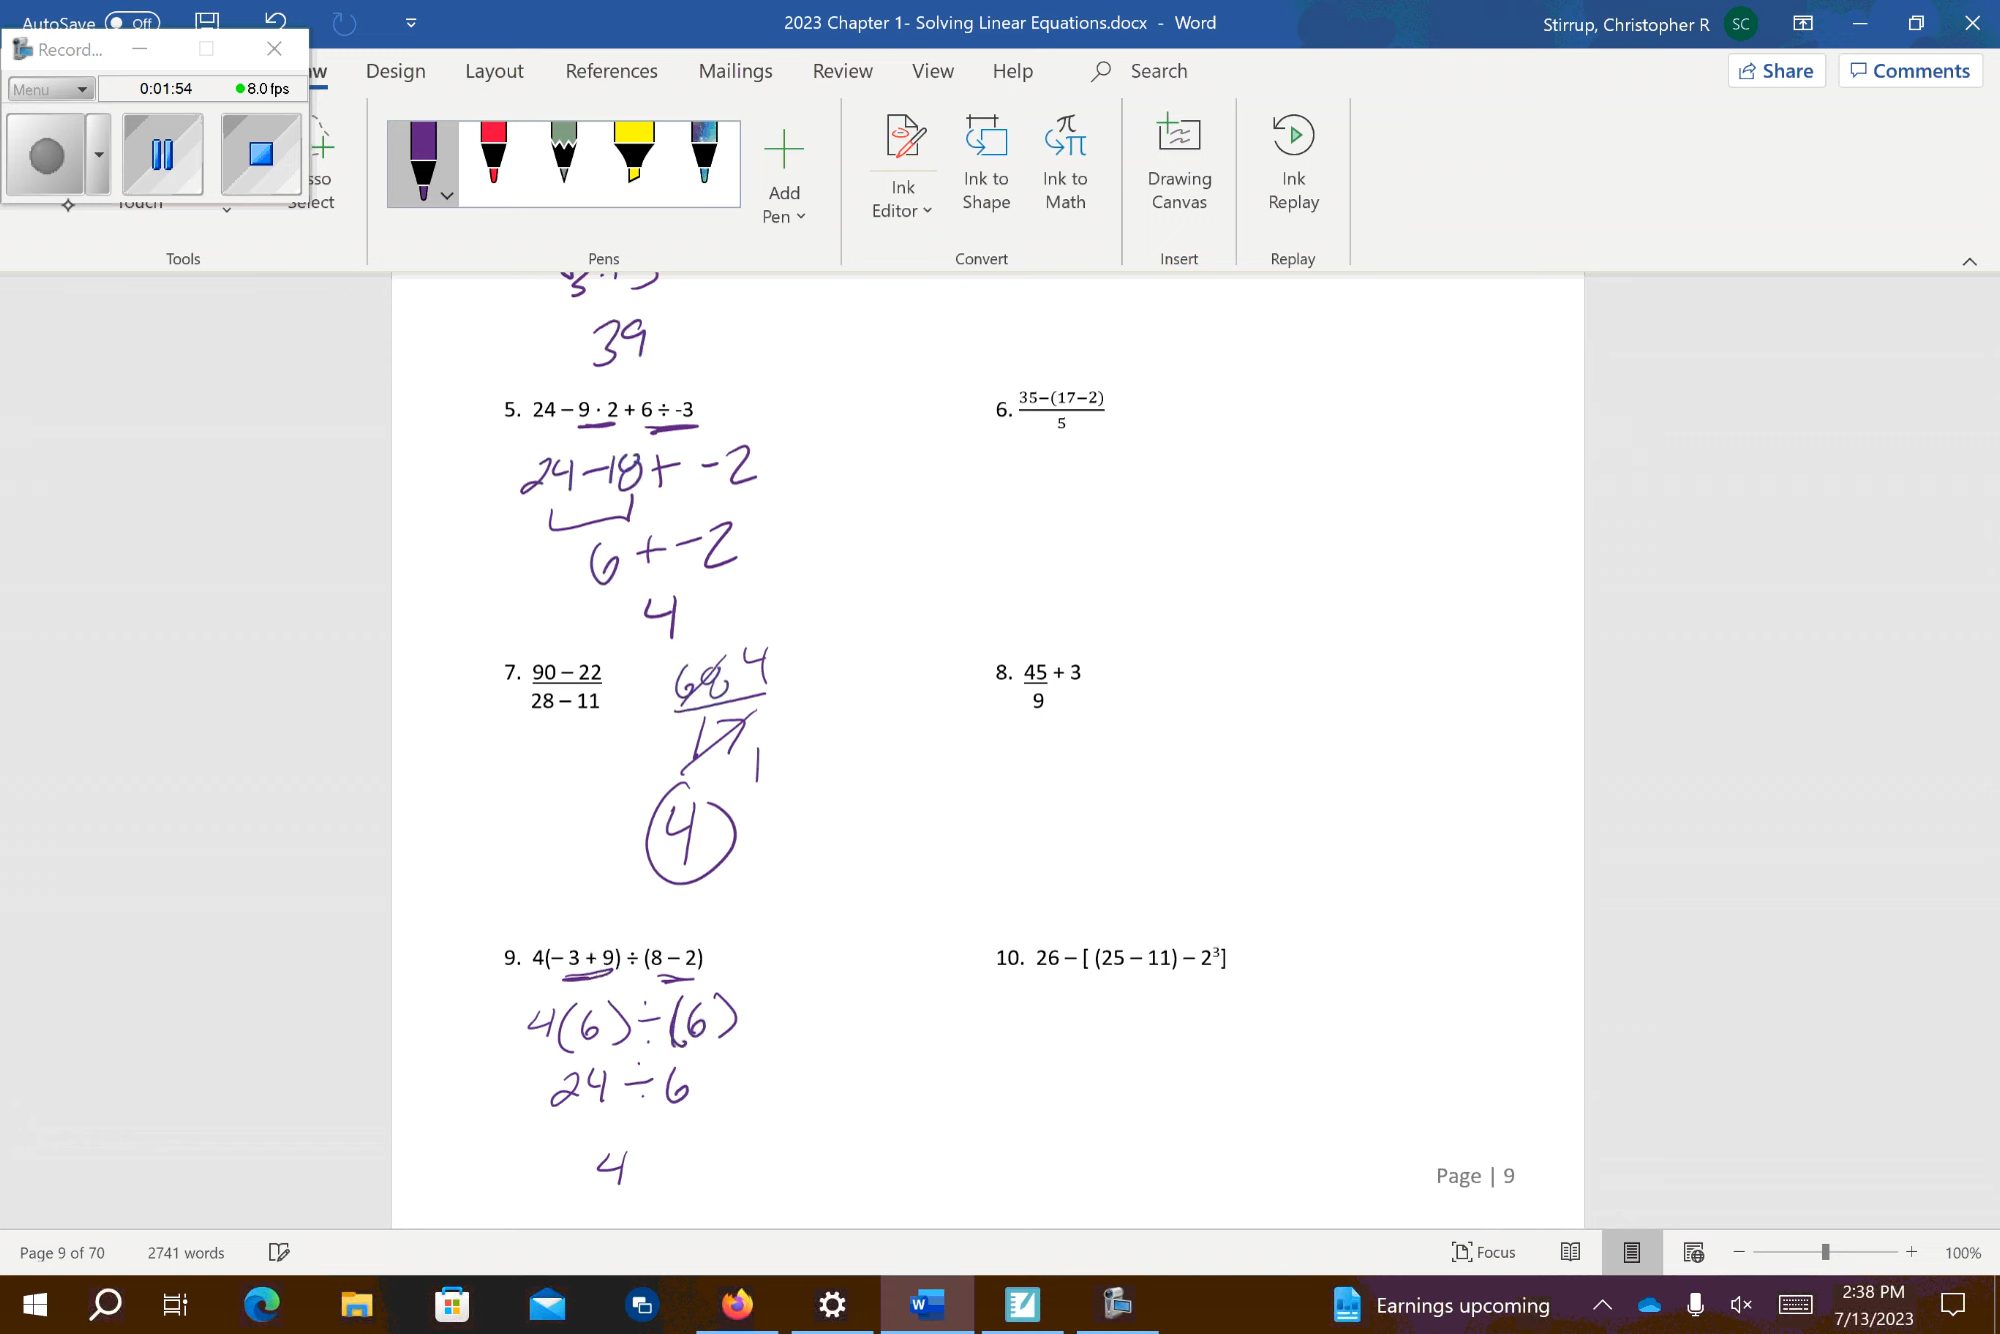 AutoSave Off
2023 Chapter 1- Solving Linear Equations.docx - Word
Stirrup, Christopher R SC
Record...
Menu 0:01:54 8.0 fps
Design Layout References Mailings Review View Help Search
Share Comments
Touch
Select
Add Pen
Ink Editor
Ink to Shape
Ink to Math
Drawing Canvas
Ink Replay
Tools Pens Convert Insert Replay
39
5. 24 – 9 · 2 + 6 ÷ -3
24 - 18 + - 2
6 + - 2
4
6. 35−(17−2)
5
7. 90 – 22
28 – 11
68 4
17 1
4
8. 45 + 3
9
9. 4(– 3 + 9) ÷ (8 – 2)
4(6) ÷ (6)
24 ÷ 6
4
10. 26 – [ (25 – 11) – 2³]
Page | 9
Page 9 of 70 2741 words Focus 100%
Earnings upcoming
2:38 PM
7/13/2023